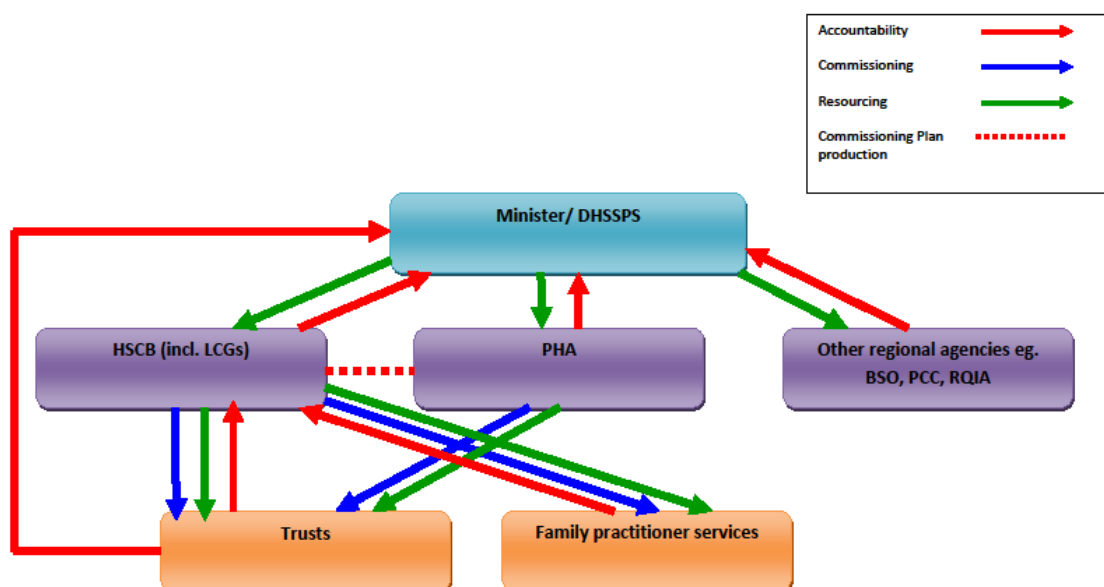 Accountability
Commissioning
Resourcing
Commissioning Plan
production
Minister/ DHSSPS
HSCB (incl. LCGs)
PHA
Other regional agencies eg.
BSO, PCC, RQIA
Trusts
Family practitioner services